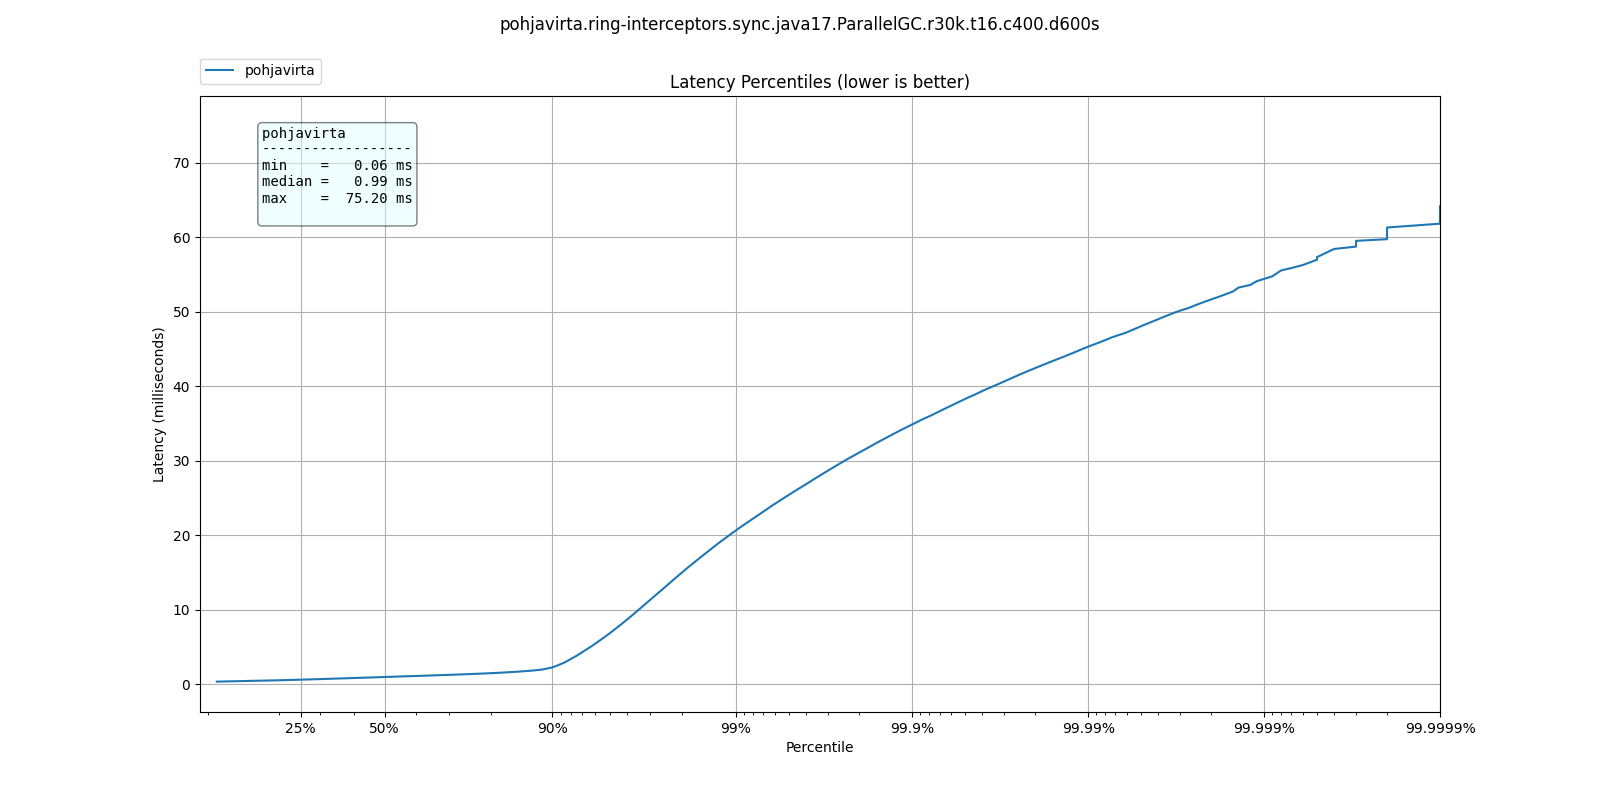 pohjavirta.ring-interceptors.sync.java17.ParallelGC.r30k.t16.c400.d600s
pohjavirta
Latency Percentiles (lower is better)
pohjavirta
------------------
min    =   0.06 ms
median =   0.99 ms
max    =  75.20 ms
70
60
50
40
30
20
10
0
Latency (milliseconds)
25% 50% 90% 99% 99.9% 99.99% 99.999% 99.9999%
Percentile